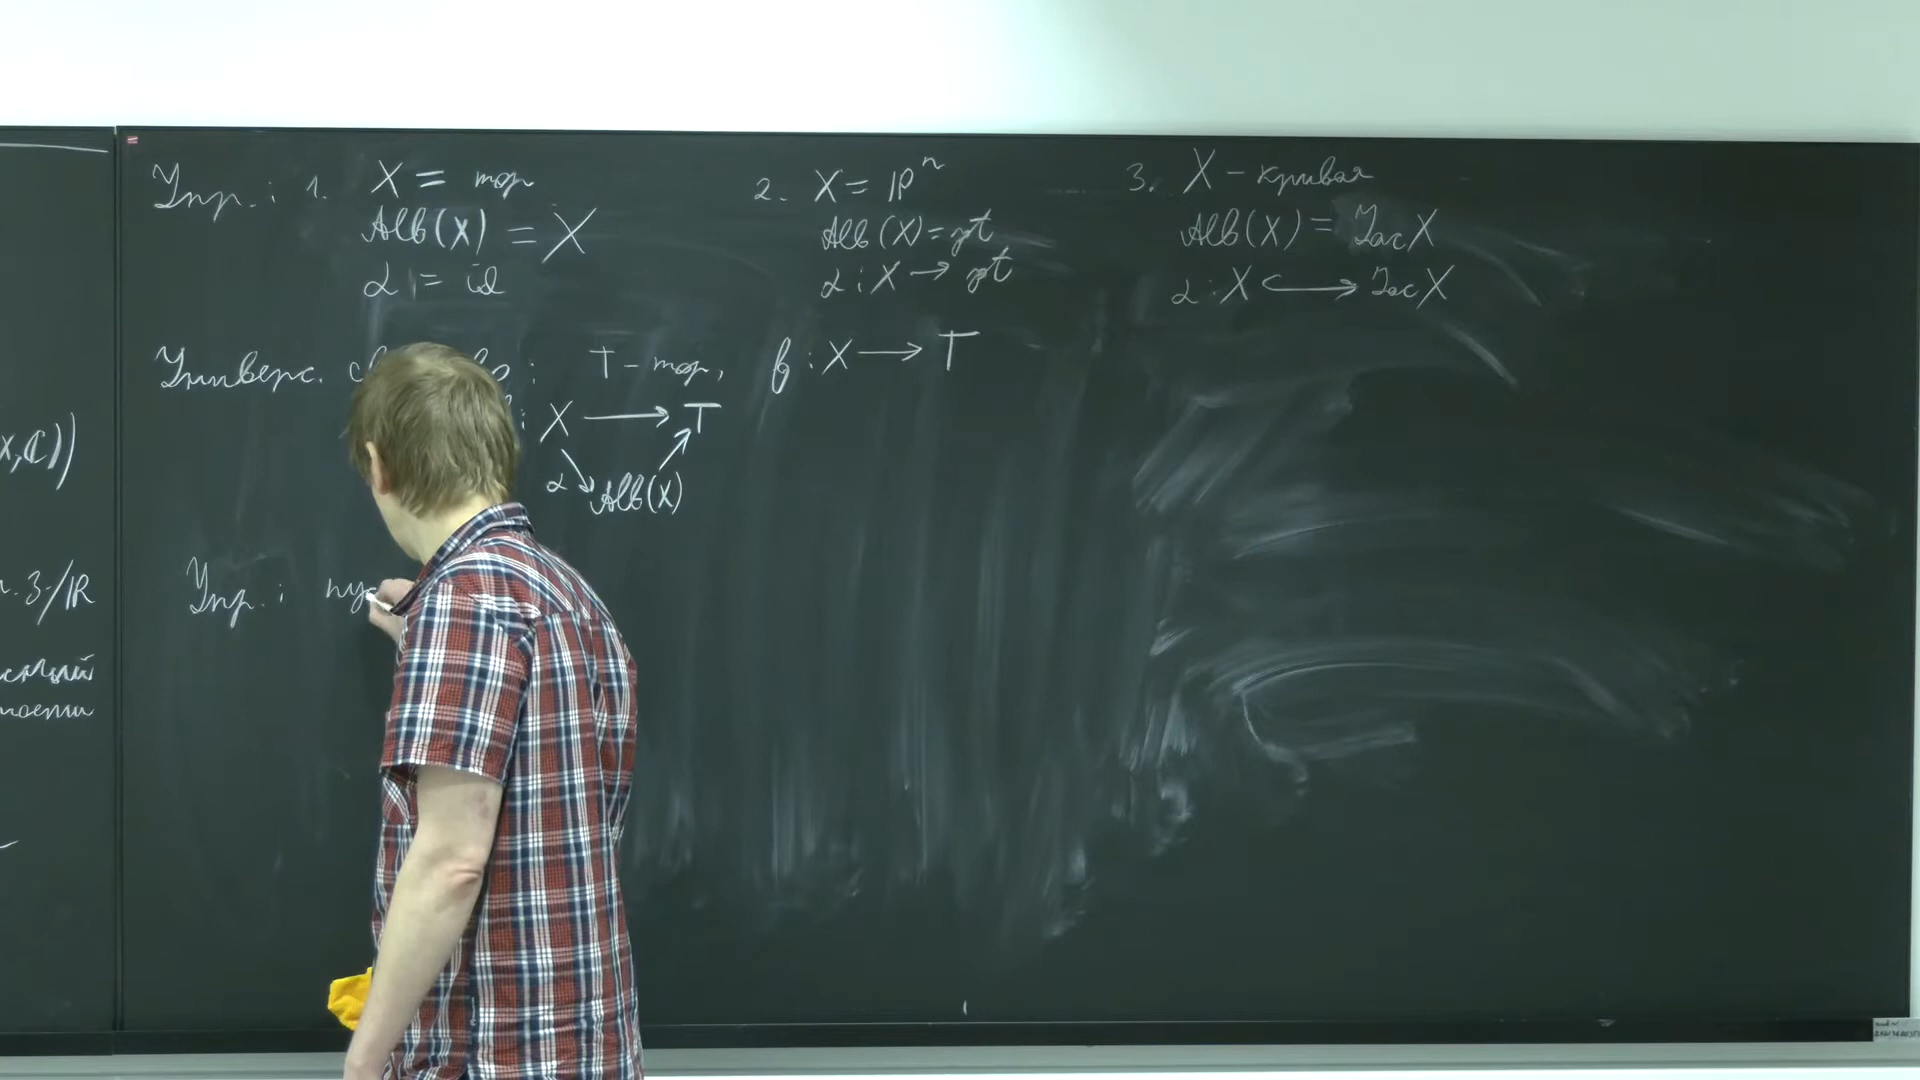 x,ℂ))
3-/ℝ
Упр.: 1. X = тор
Alb(X) = X
α = id
2. X = ℙⁿ
Alb(X) = pt
α : X → pt
3. X – кривая
Alb(X) = Jac X
α : X ↪ Jac X
Универс. T – тор, β : X → T
: X → T
α Alb(X)
Упр.: пус